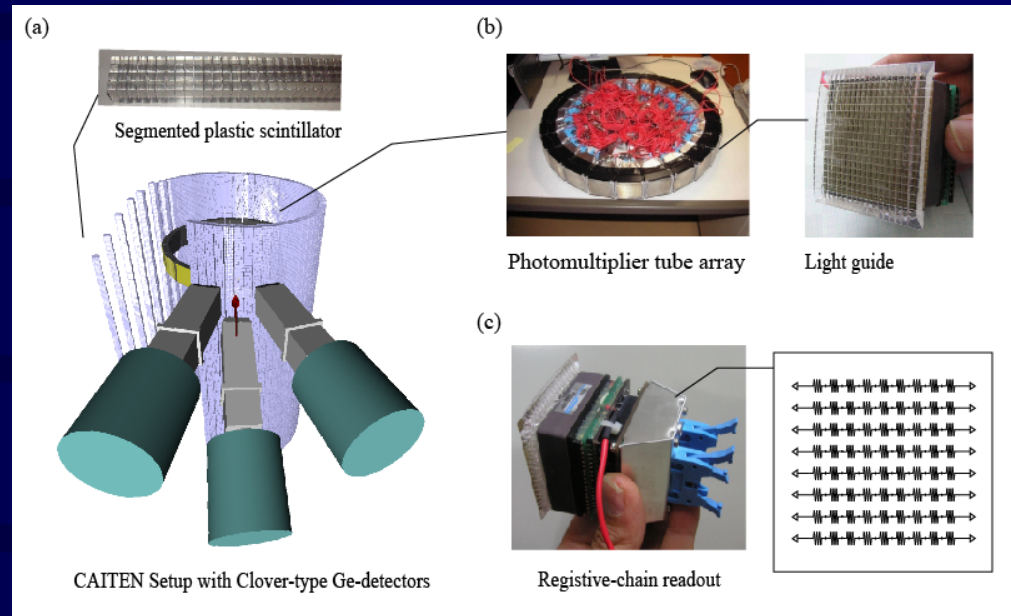 (a)
Segmented plastic scintillator
CAITEN Setup with Clover-type Ge-detectors
(b)
Photomultiplier tube array
Light guide
(c)
Registive-chain readout